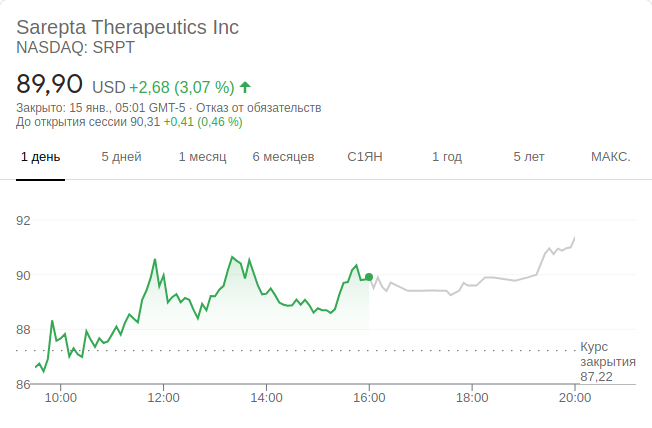 Sarepta Therapeutics Inc
NASDAQ: SRPT
89,90 USD +2,68 (3,07 %)
Закрыто: 15 янв., 05:01 GMT-5 · Отказ от обязательств
До открытия сессии 90,31 +0,41 (0,46 %)
1 день 5 дней 1 месяц 6 месяцев С1ЯН 1 год 5 лет МАКС.
92
90
88
86
Курс
закрытия
87,22
10:00 12:00 14:00 16:00 18:00 20:00